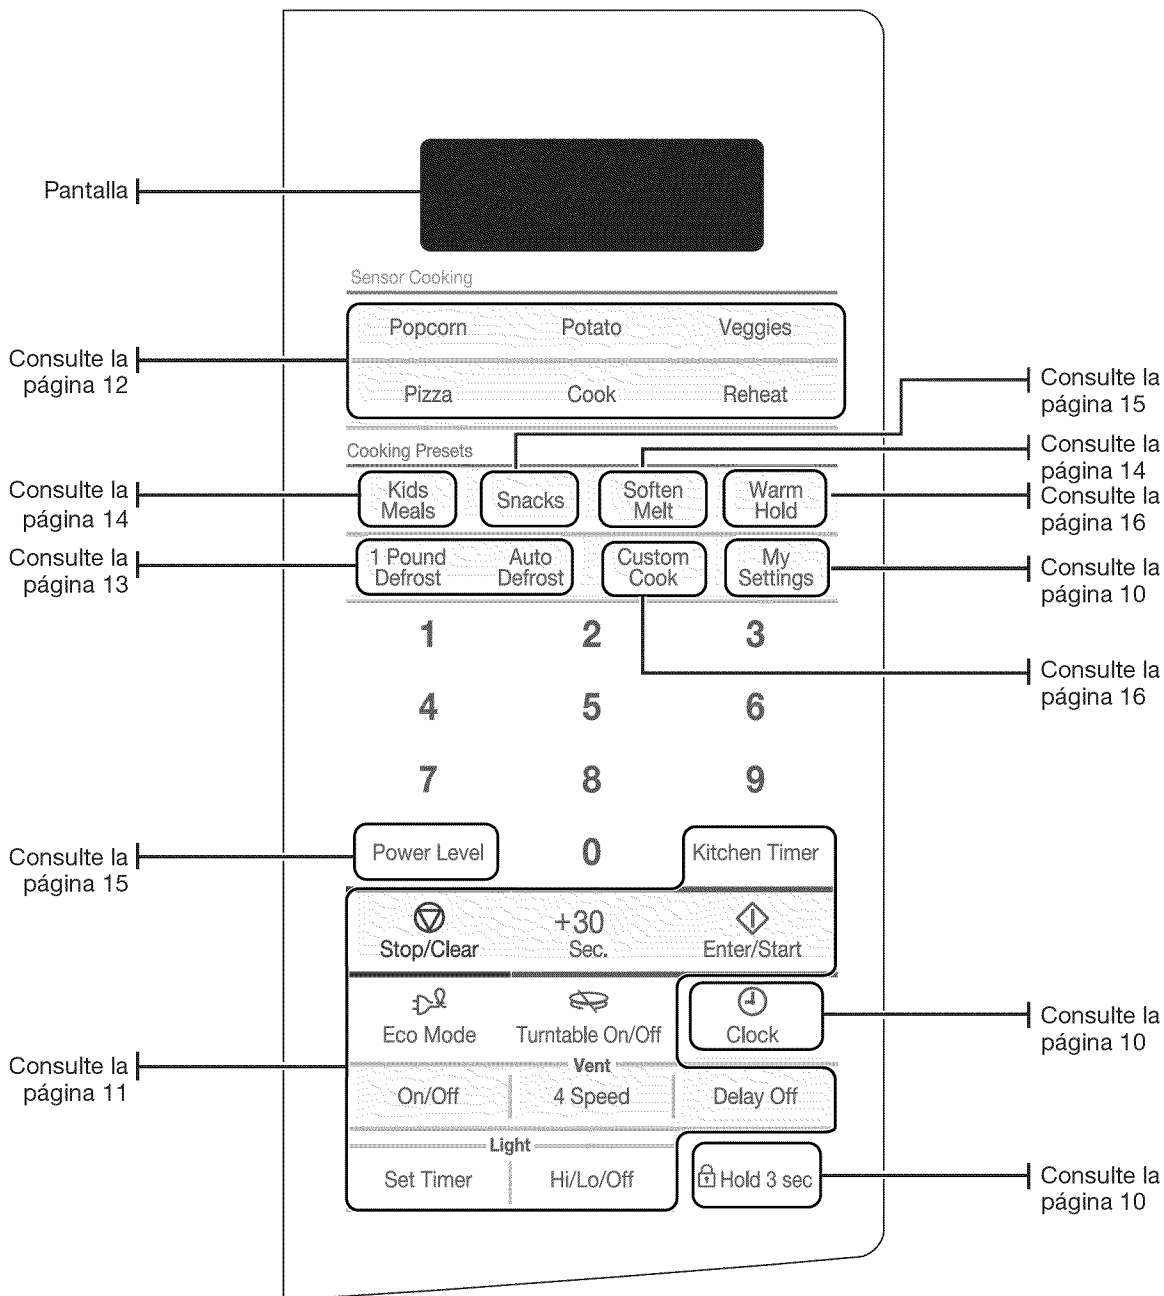 Pantalla
Sensor Cooking
Popcorn Potato Veggies
Consulte la
página 12
Pizza Cook Reheat
Consulte la
página 15
Cooking Presets
Consulte la
página 14
Kids
Meals
Snacks
Soften
Melt
Warm
Hold
Consulte la
página 14
Consulte la
página 16
Consulte la
página 13
1 Pound
Defrost
Auto
Defrost
Custom
Cook
My
Settings
Consulte la
página 10
1 2 3
Consulte la
página 16
4 5 6
7 8 9
Consulte la
página 15
Power Level 0 Kitchen Timer
Stop/Clear
+30
Sec.
Enter/Start
Eco Mode Turntable On/Off Clock
Consulte la
página 10
Consulte la
página 11
Vent
On/Off 4 Speed Delay Off
Light
Set Timer Hi/Lo/Off Hold 3 sec
Consulte la
página 10